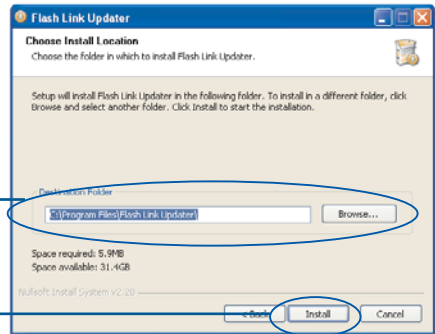 Flash Link Updater
Choose Install Location
Choose the folder in which to install Flash Link Updater.
Setup will install Flash Link Updater in the following folder. To install in a different folder, click
Browse and select another folder. Click Install to start the installation.
Destination Folder
C:\Program Files\Flash Link Updater\
Browse...
Space required: 5.9MB
Space available: 31.4GB
Nullsoft Install System v2.20
< Back
Install
Cancel